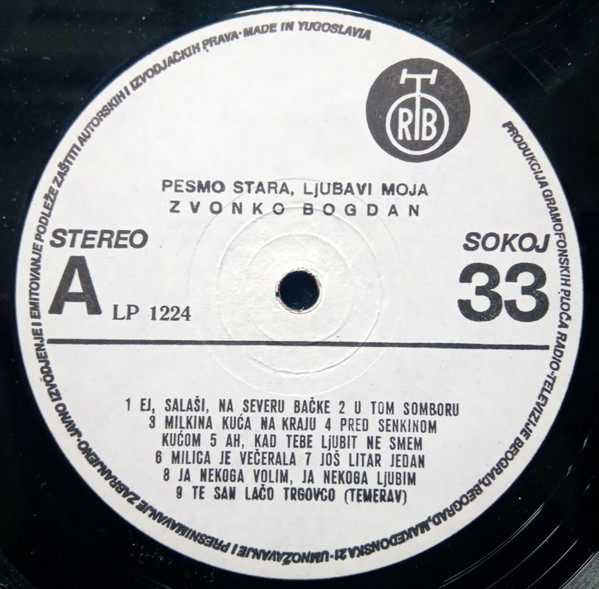 PRODUKCIJA GRAMOFONSKIH PLOČA RADIO-TELEVIZIJE BEOGRAD, BEOGRAD, MAKEDONSKA 21 · UMNOŽAVANJE I PRESNIMAVANJE ZABRANJENO-JAVNO IZVODJENJE I EMITOVANJE PODLEŽE ZAŠTITI AUTORSKIH I IZVODJAČKIH PRAVA · MADE IN YUGOSLAVIA
RTB
PESMO STARA, LjUBAVI MOJA
ZVONKO BOGDAN
STEREO
SOKOJ
A
33
LP 1224
1 EJ, SALAŠI, NA SEVERU BAČKE 2 U TOM SOMBORU
3 MILKINA KUĆA NA KRAJU 4 PRED SENKINOM
KUĆOM 5 AH, KAD TEBE LjUBIT NE SMEM
6 MILICA JE VEČERALA 7 JOŠ LITAR JEDAN
8 JA NEKOGA VOLIM, JA NEKOGA LjUBIM
9 TE SAN LAĆO TRGOVCO (TEMERAV)